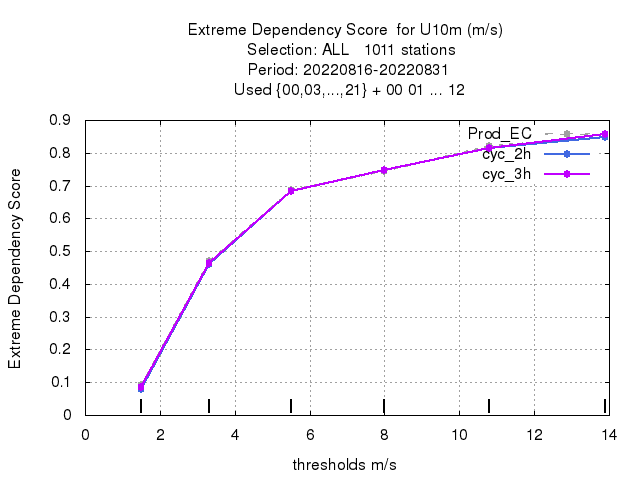 Extreme Dependency Score  for U10m (m/s)
Selection: ALL   1011 stations
Period: 20220816-20220831
Used {00,03,...,21} + 00 01 ... 12
Extreme Dependency Score
0.9
0.8
0.7
0.6
0.5
0.4
0.3
0.2
0.1
0
Prod_EC
cyc_2h
cyc_3h
0 2 4 6 8 10 12 14
thresholds m/s